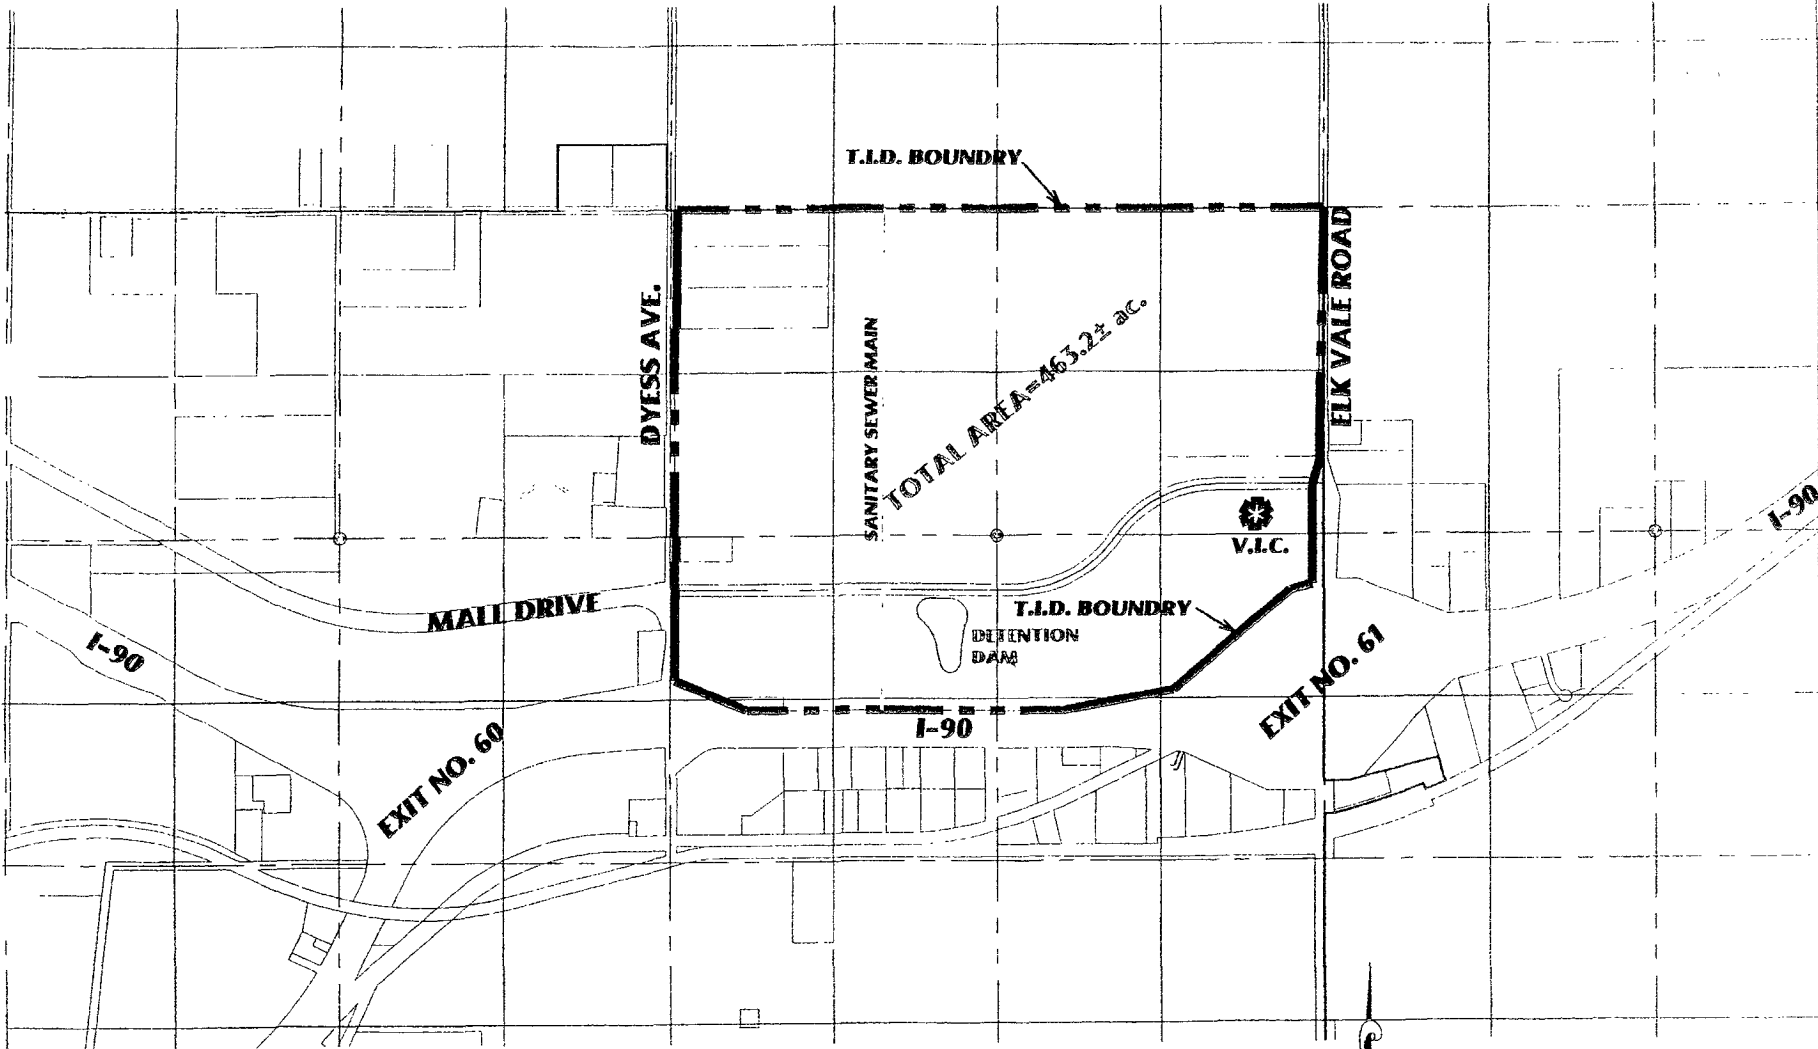 T.I.D. BOUNDRY
DYESS AVE.
ELK VALE ROAD
SANITARY SEWER MAIN
TOTAL AREA=463.2± ac.
I-90
V.I.C.
MALL DRIVE
T.I.D. BOUNDRY
DETENTION
DAM
I-90
EXIT NO. 61
I-90
EXIT NO. 60